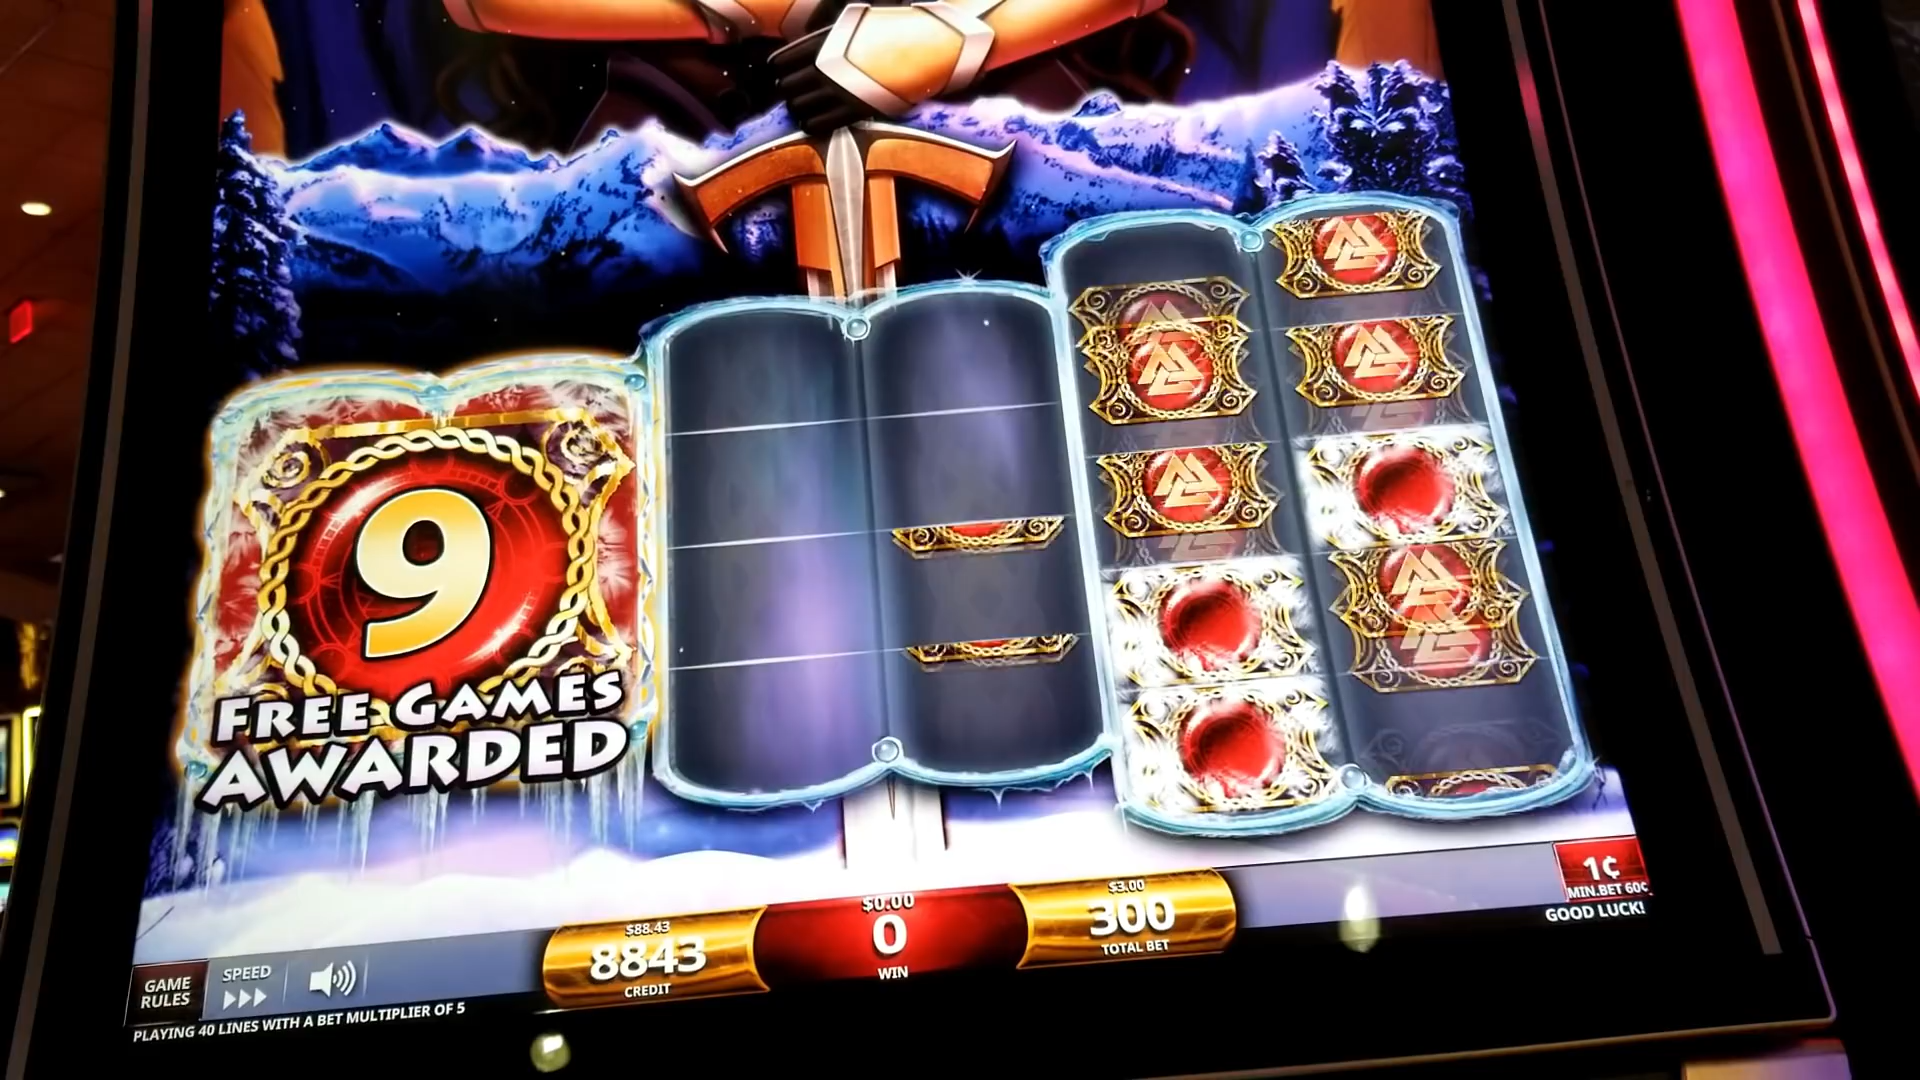 9
FREE GAMES
AWARDED
$88.43
8843
CREDIT
$0.00
0
WIN
$3.00
300
TOTAL BET
1¢
MIN.BET 60¢
GOOD LUCK!
GAME
RULES
SPEED
PLAYING 40 LINES WITH A BET MULTIPLIER OF 5